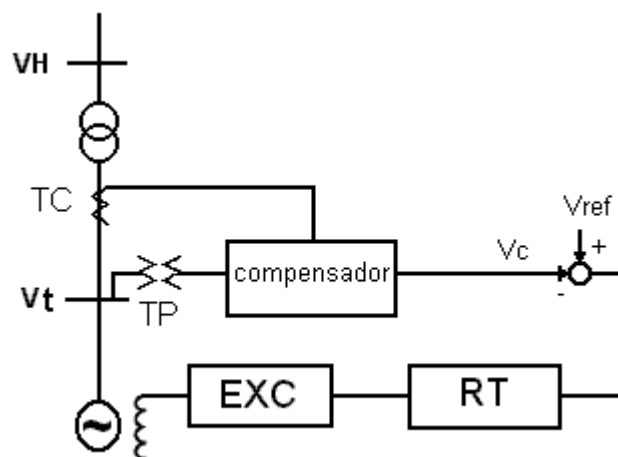 VH
TC
Vref
+
compensador
Vc
-
Vt
TP
~
EXC
RT